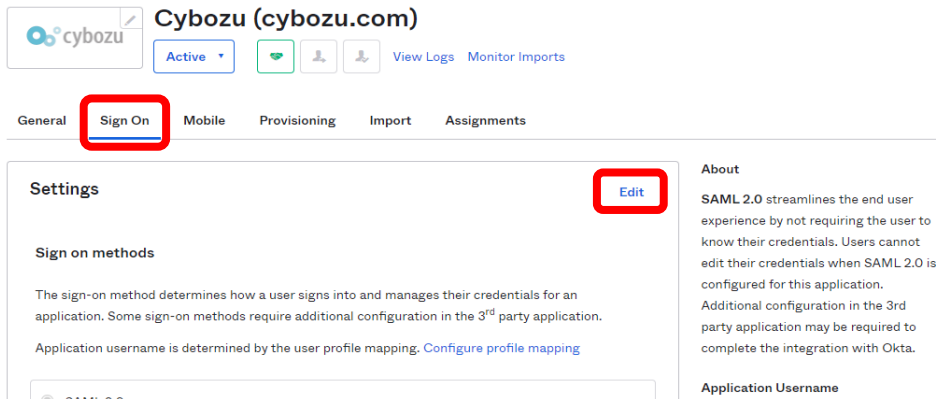 Cybozu (cybozu.com)
cybozu
Active
View Logs Monitor Imports
General Sign On Mobile Provisioning Import Assignments
Settings
Edit
Sign on methods
The sign-on method determines how a user signs into and manages their credentials for an
application. Some sign-on methods require additional configuration in the 3rd party application.
Application username is determined by the user profile mapping. Configure profile mapping
SAML 2.0
About
SAML 2.0 streamlines the end user
experience by not requiring the user to
know their credentials. Users cannot
edit their credentials when SAML 2.0 is
configured for this application.
Additional configuration in the 3rd
party application may be required to
complete the integration with Okta.
Application Username